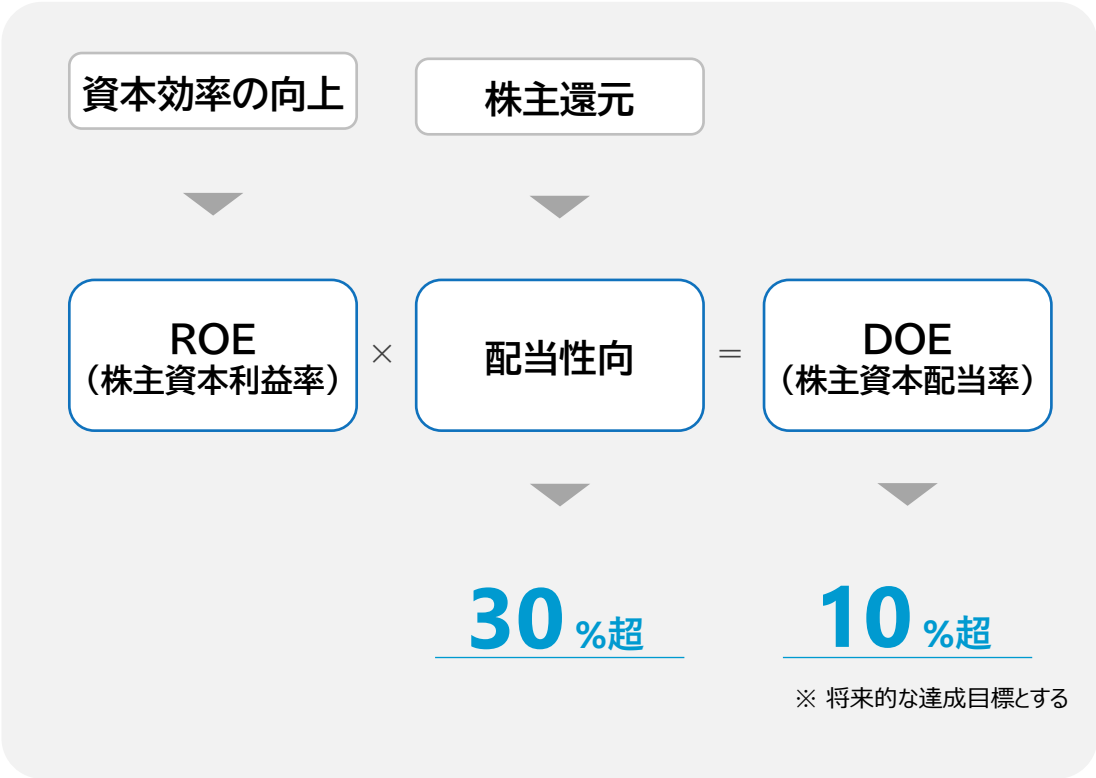 資本効率の向上
株主還元
ROE
（株主資本利益率）
×
配当性向
＝
DOE
（株主資本配当率）
30%超
10%超
※ 将来的な達成目標とする